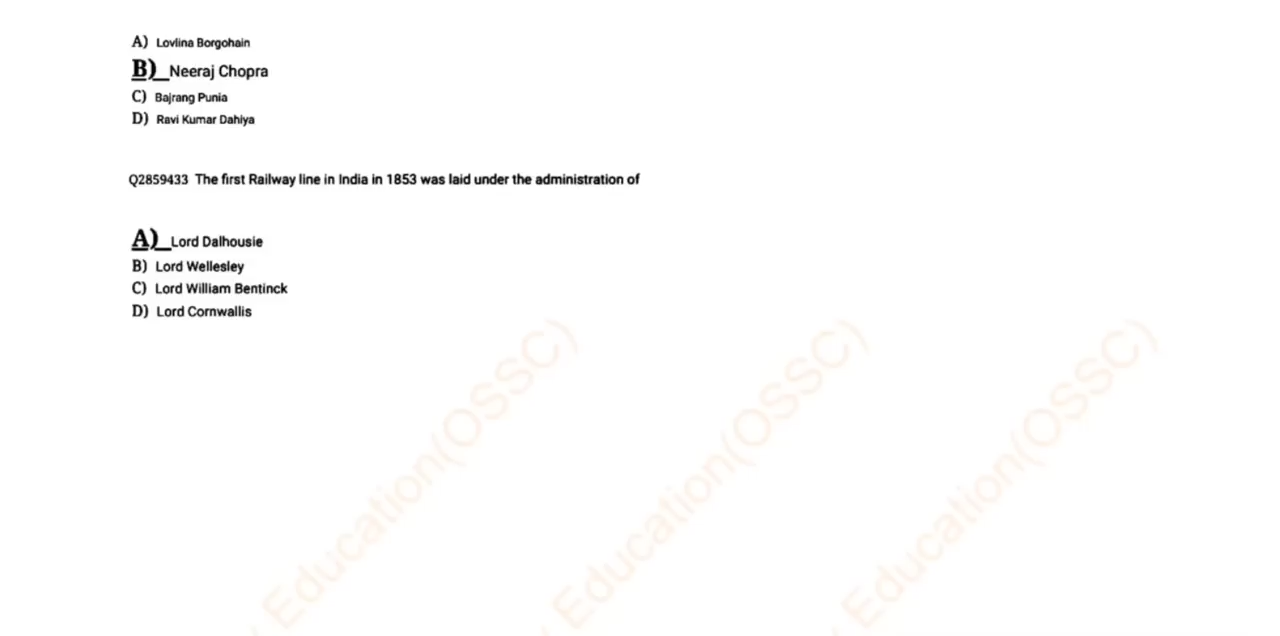 A) Lovlina Borgohain
B) Neeraj Chopra
C) Bajrang Punia
D) Ravi Kumar Dahiya
Q2859433 The first Railway line in India in 1853 was laid under the administration of
A) Lord Dalhousie
B) Lord Wellesley
C) Lord William Bentinck
D) Lord Cornwallis
Education(OSSC)
Education(OSSC)
Education(OSSC)